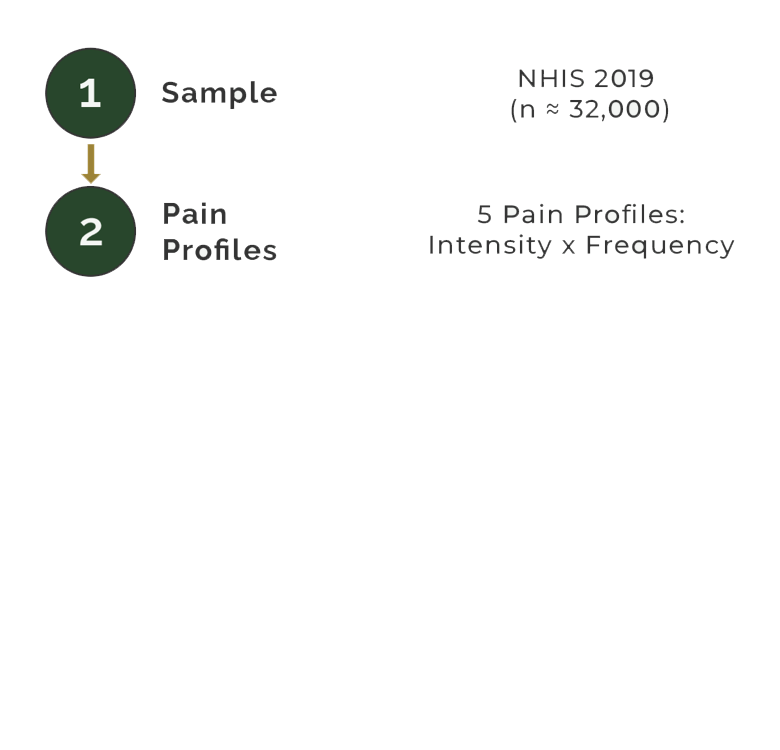 1
Sample
NHIS 2019
(n ≈ 32,000)
2
Pain
Profiles
5 Pain Profiles:
Intensity x Frequency